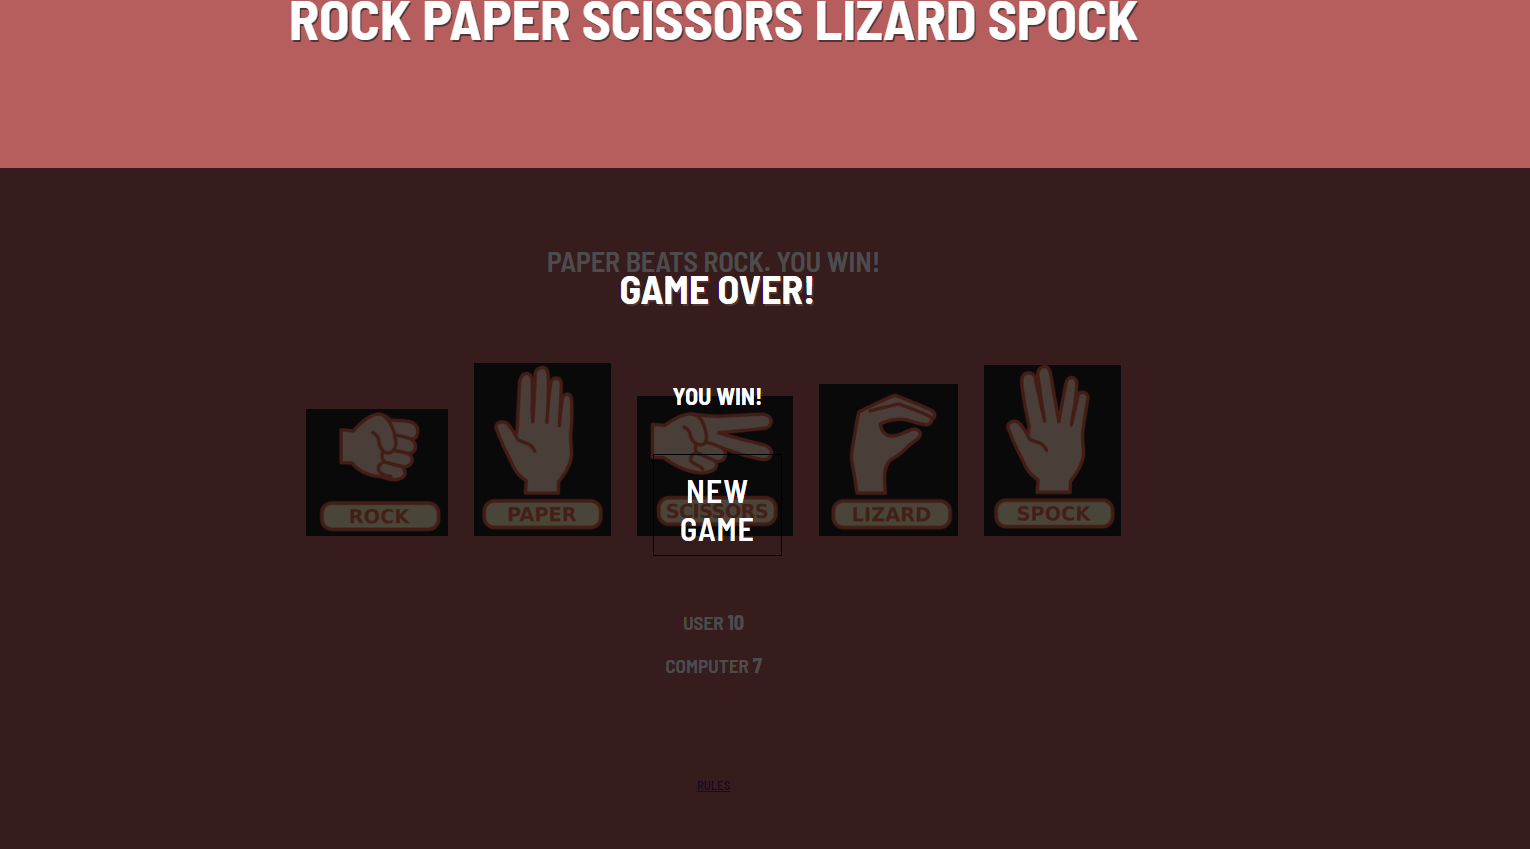 ROCK PAPER SCISSORS LIZARD SPOCK
PAPER BEATS ROCK. YOU WIN!
GAME OVER!
YOU WIN!
ROCK
PAPER
SCISSORS
LIZARD
SPOCK
NEW
GAME
USER 10
COMPUTER 7
RULES